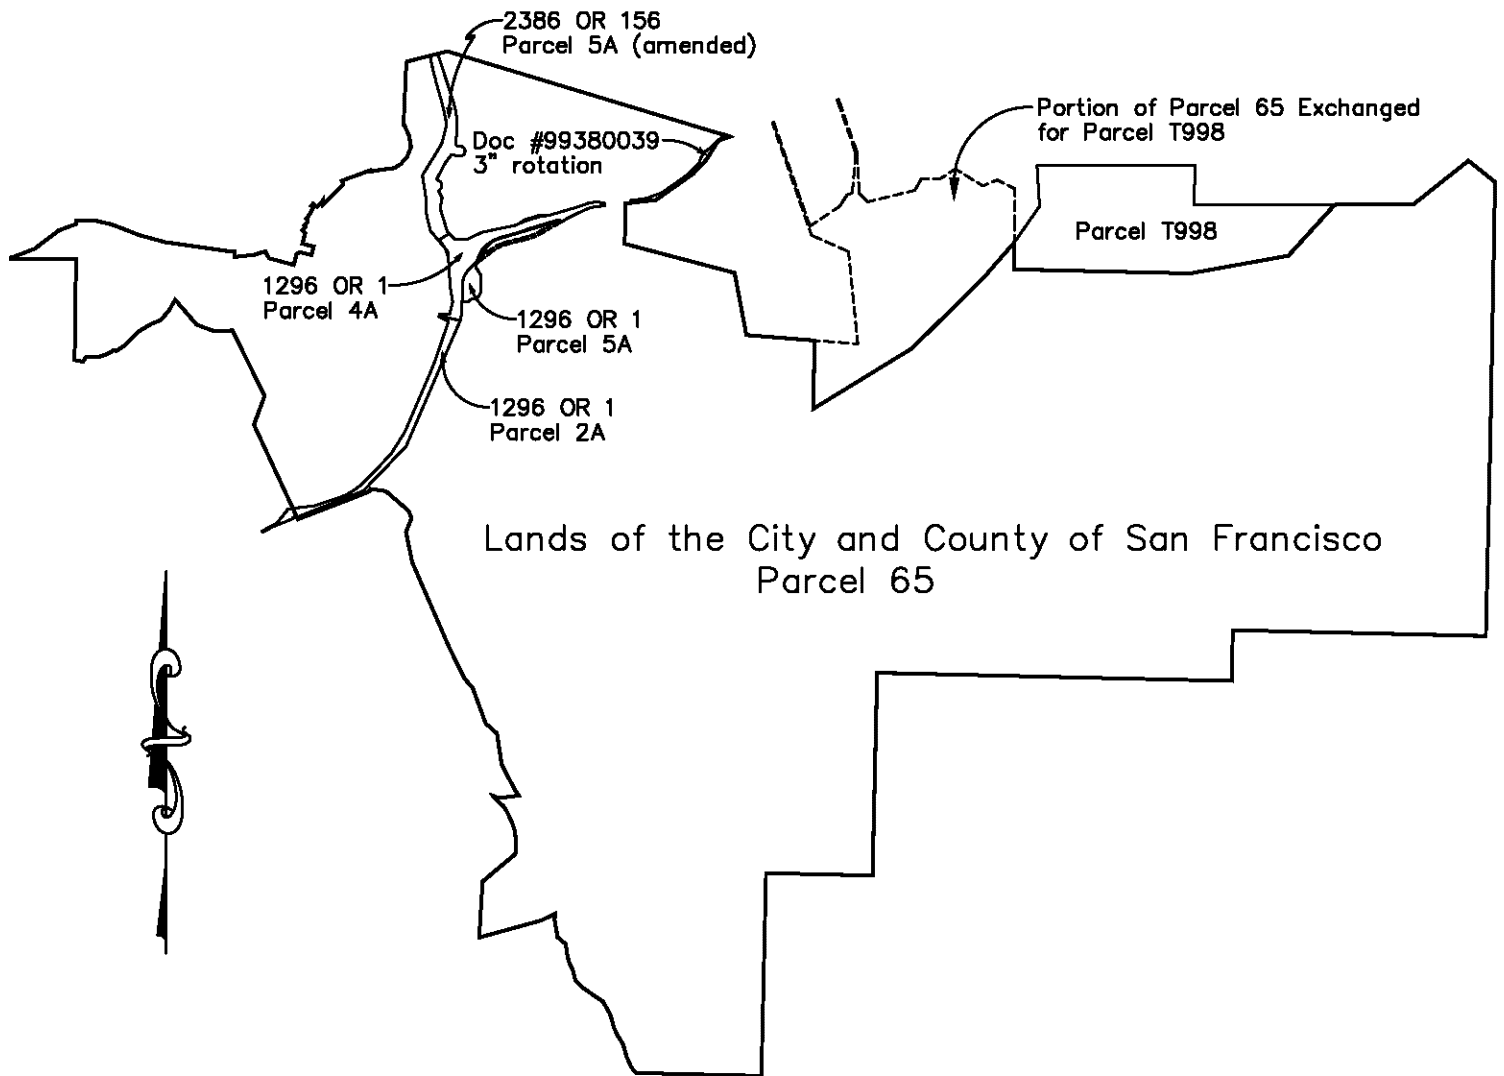 2386 OR 156
Parcel 5A (amended)
Doc #99380039
3" rotation
Portion of Parcel 65 Exchanged
for Parcel T998
Parcel T998
1296 OR 1
Parcel 4A
1296 OR 1
Parcel 5A
1296 OR 1
Parcel 2A
Lands of the City and County of San Francisco
Parcel 65